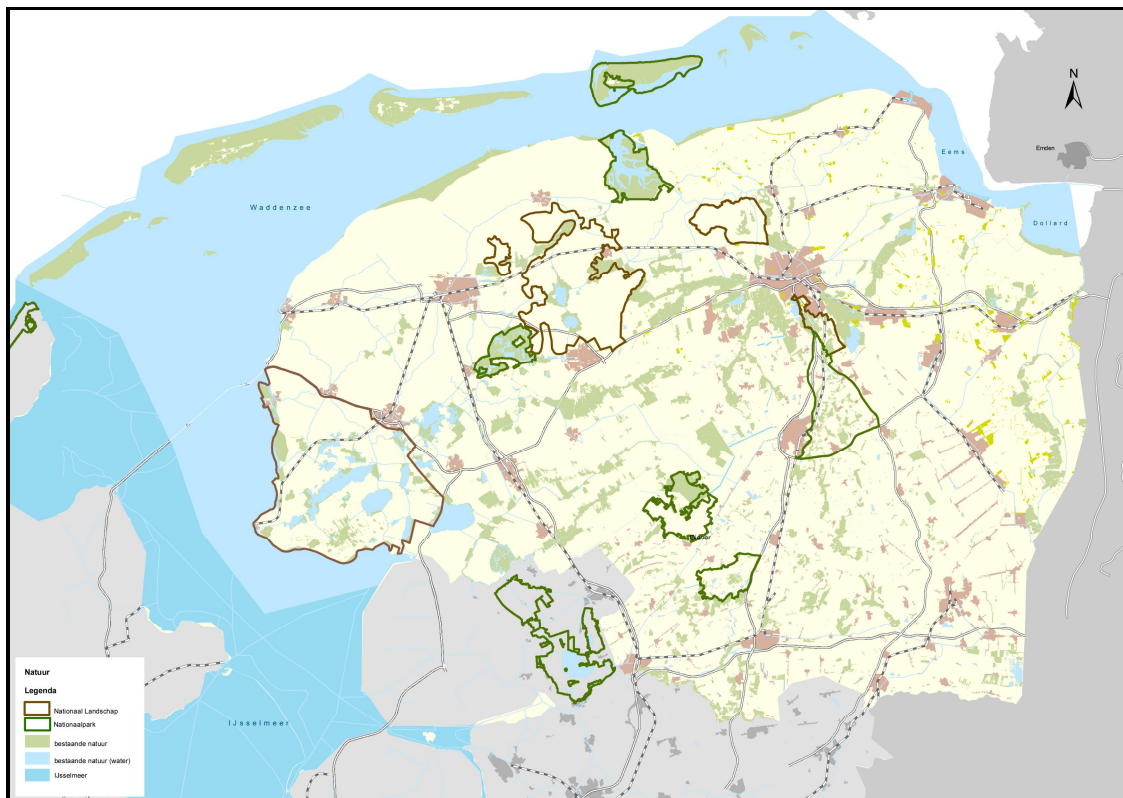 N
Emden
Eems
Waddenzee
Dollard
IJsselmeer
Natuur
Legenda
Nationaal Landschap
Nationaalpark
bestaande natuur
bestaande natuur (water)
IJsselmeer